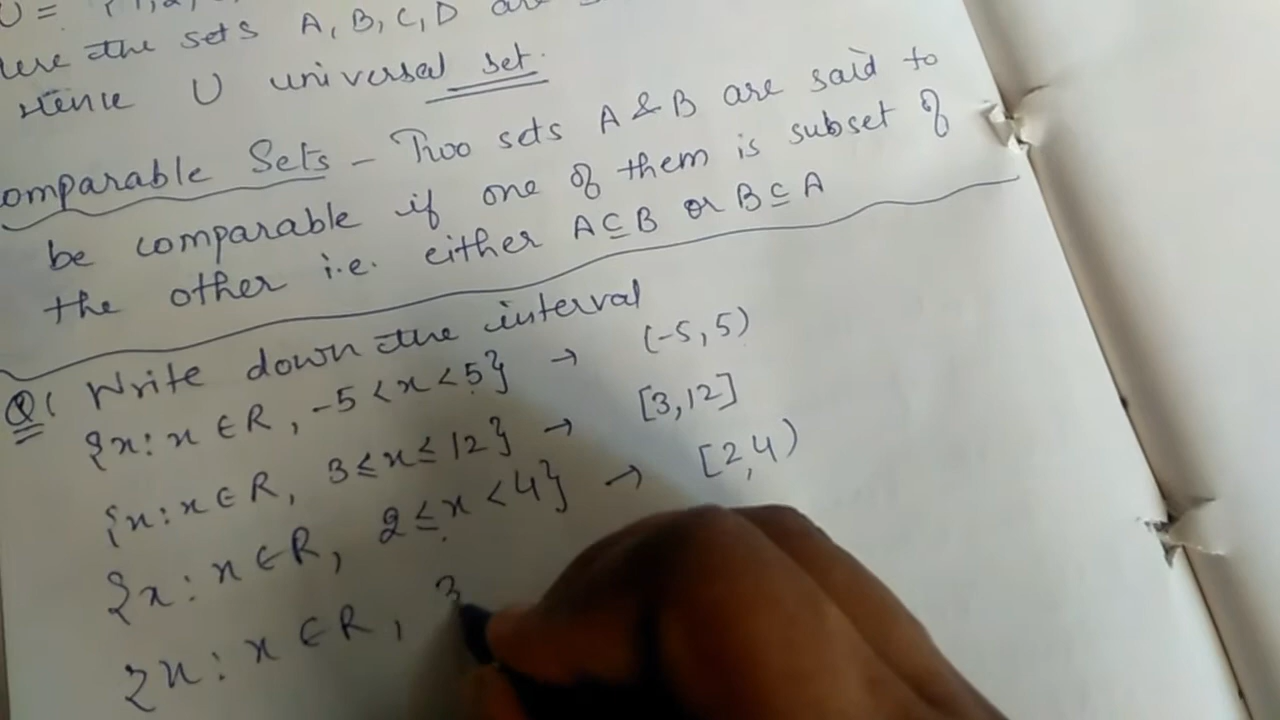 U = {1,
the sets A, B, C, D are
Hence U universal set.
omparable Sets - Two sets A & B are said to
be comparable if one of them is subset of
the other i.e. either A⊆B or B⊆A
Q1 Write down the interval
{x: x ∈ R, -5 < x < 5} → (-5, 5)
{x: x ∈ R, 3 ≤ x ≤ 12} → [3, 12]
{x: x ∈ R, 2 ≤ x < 4} → [2, 4)
{x: x ∈ R, 3